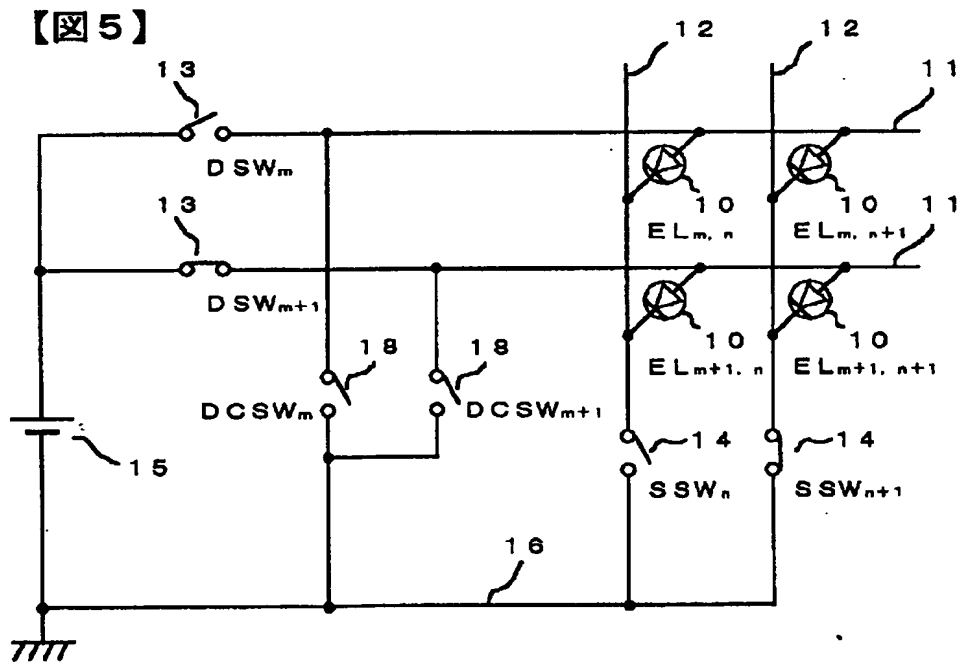 【図5】
12
12
13
11
DSWm
10
10
11
13
ELm, n
ELm, n+1
DSWm+1
18
18
10
10
ELm+1, n
ELm+1, n+1
DCSWm
DCSWm+1
14
14
15
SSWn
SSWn+1
16